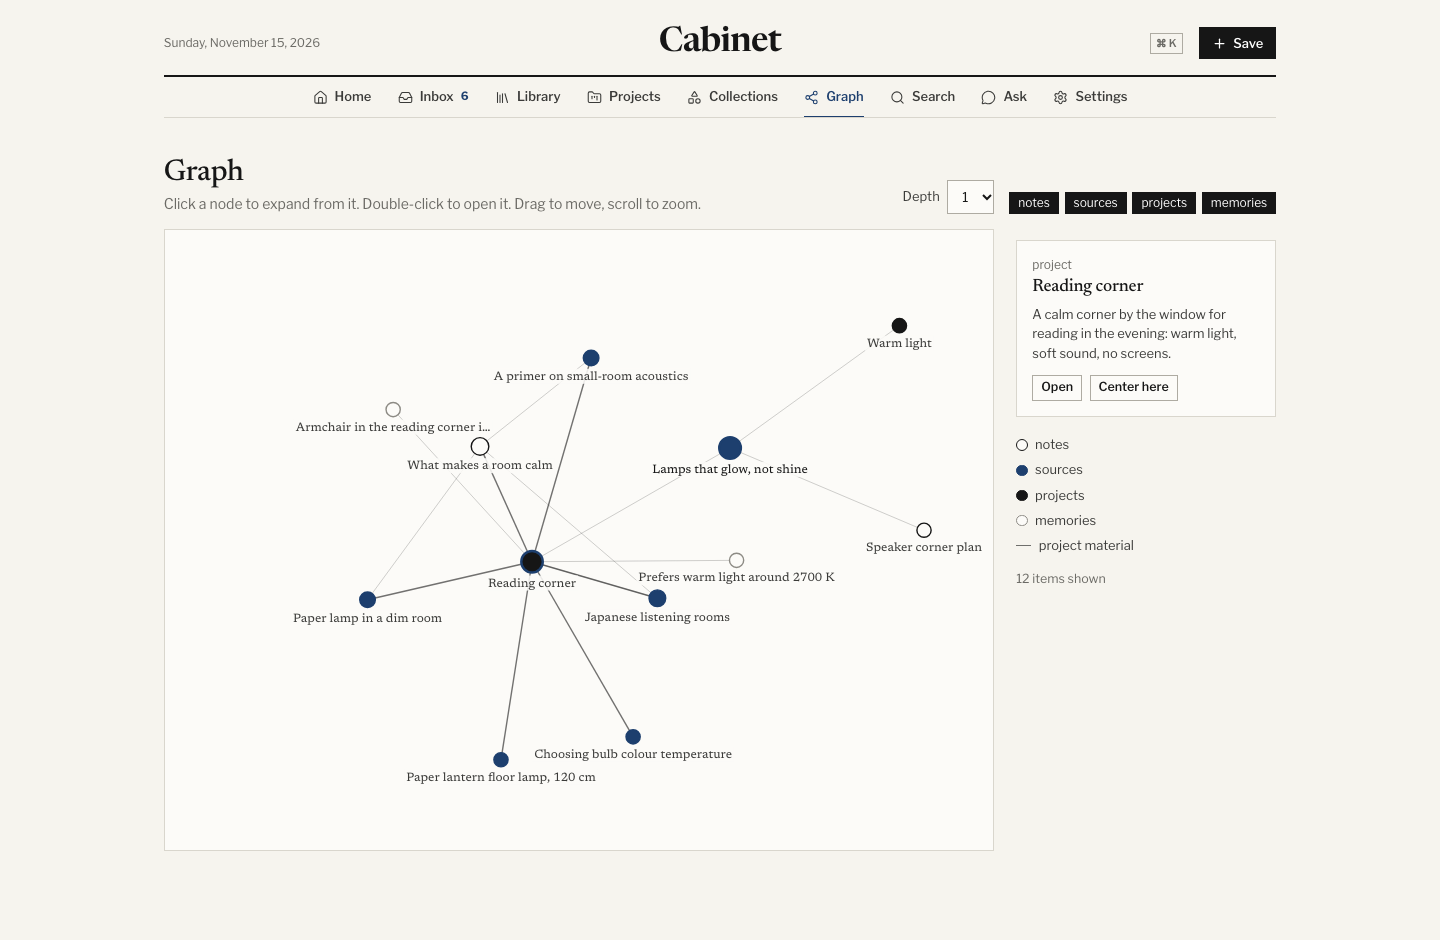 Sunday, November 15, 2026
Cabinet
⌘ K
+ Save
Home
Inbox 6
Library
Projects
Collections
Graph
Search
Ask
Settings
Graph
Click a node to expand from it. Double-click to open it. Drag to move, scroll to zoom.
Depth 1
notes
sources
projects
memories
Warm light
A primer on small-room acoustics
Armchair in the reading corner i...
What makes a room calm
Lamps that glow, not shine
Speaker corner plan
Reading corner
Prefers warm light around 2700 K
Paper lamp in a dim room
Japanese listening rooms
Choosing bulb colour temperature
Paper lantern floor lamp, 120 cm
project
Reading corner
A calm corner by the window for
reading in the evening: warm light,
soft sound, no screens.
Open
Center here
notes
sources
projects
memories
project material
12 items shown